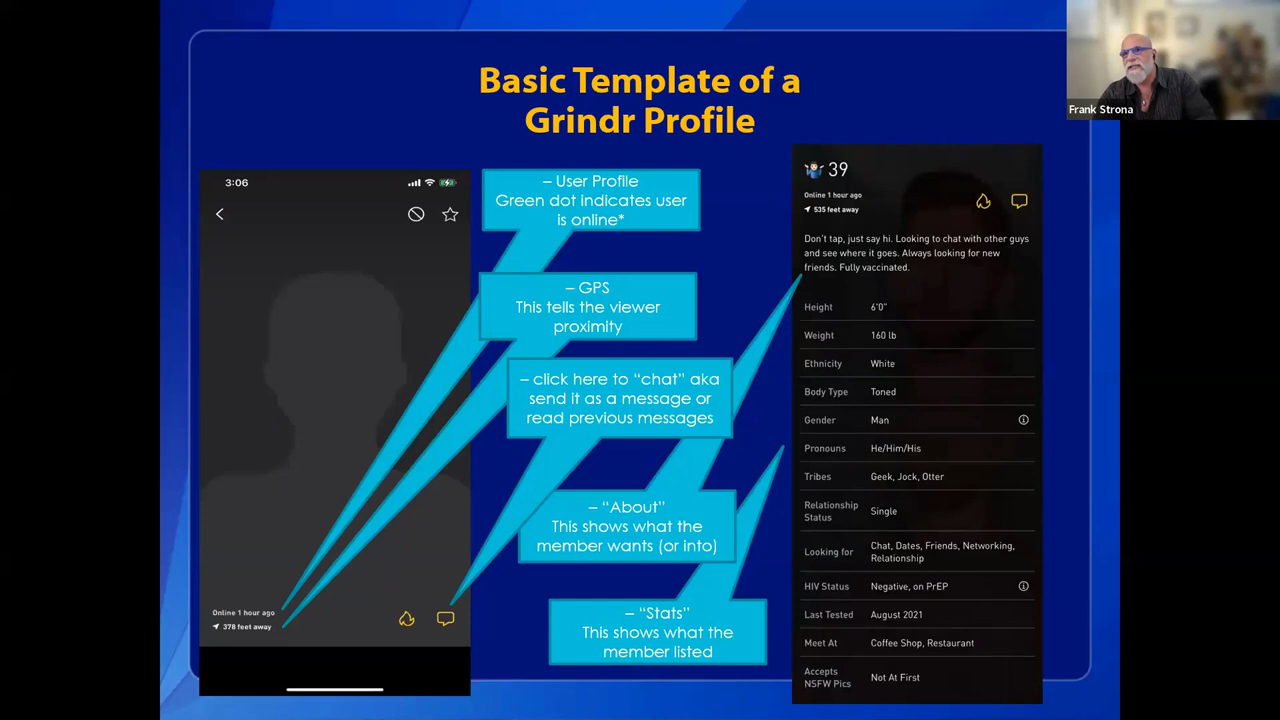 Basic Template of a
Grindr Profile
Frank Strona
3:06
– User Profile
Green dot indicates user
is online*
– GPS
This tells the viewer
proximity
– click here to “chat” aka
send it as a message or
read previous messages
– “About”
This shows what the
member wants (or into)
– “Stats”
This shows what the
member listed
Online 1 hour ago
378 feet away
39
Online 1 hour ago
535 feet away
Don't tap, just say hi. Looking to chat with other guys
and see where it goes. Always looking for new
friends. Fully vaccinated.
Height 6'0"
Weight 160 lb
Ethnicity White
Body Type Toned
Gender Man
Pronouns He/Him/His
Tribes Geek, Jock, Otter
Relationship
Status Single
Looking for Chat, Dates, Friends, Networking,
Relationship
HIV Status Negative, on PrEP
Last Tested August 2021
Meet At Coffee Shop, Restaurant
Accepts
NSFW Pics Not At First